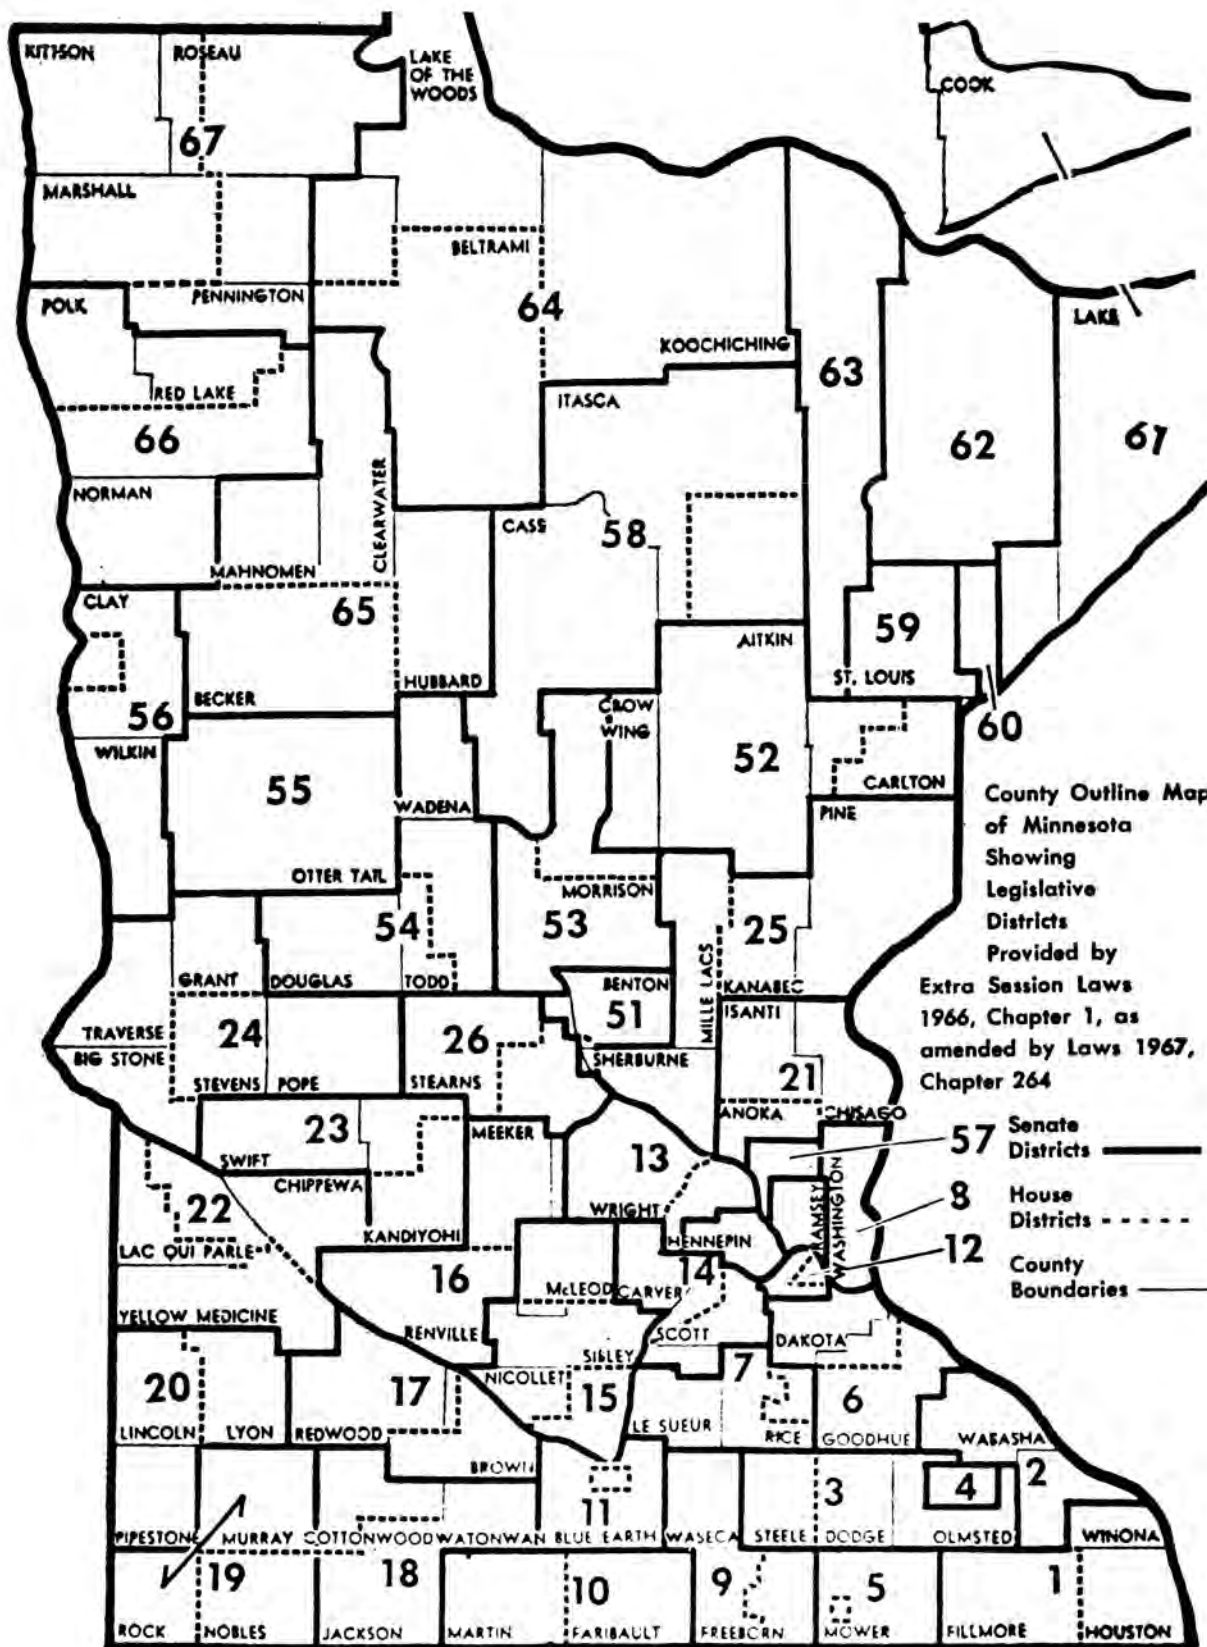 KITTSON
ROSEAU
LAKE
OF THE
WOODS
COOK
67
MARSHALL
BELTRAMI
POLK
PENNINGTON
64
LAKE
KOOCHICHING
63
RED LAKE
ITASCA
66
62
61
NORMAN
CLEARWATER
CASS
58
MAHNOMEN
CLAY
65
59
AITKIN
HUBBARD
ST. LOUIS
BECKER
56
CROW
WING
60
WILKIN
52
55
CARLTON
WADENA
PINE
County Outline Map
of Minnesota
Showing
Legislative
Districts
Provided by
Extra Session Laws
1966, Chapter 1, as
amended by Laws 1967,
Chapter 264
OTTER TAIL
MORRISON
54
53
25
MILLE LACS
GRANT
DOUGLAS
TODD
BENTON
KANABEC
51
ISANTI
TRAVERSE
24
26
BIG STONE
SHERBURNE
21
STEVENS
POPE
STEARNS
ANOKA
CHISAGO
23
MEEKER
57
Senate
Districts
13
SWIFT
CHIPPEWA
RAMSEY
WASHINGTON
22
WRIGHT
8
House
Districts
KANDIYOHI
HENNEPIN
LAC QUI PARLE
12
16
14
County
Boundaries
McLEOD
CARVER
YELLOW MEDICINE
RENVILLE
SCOTT
DAKOTA
SIBLEY
7
NICOLLET
20
17
15
6
LE SUEUR
LINCOLN
LYON
REDWOOD
RICE
GOODHUE
WABASHA
BROWN
2
3
4
11
PIPESTONE
MURRAY
COTTONWOOD
WATONWAN
BLUE EARTH
WASECA
STEELE
DODGE
OLMSTED
WINONA
19
18
10
9
5
1
ROCK
NOBLES
JACKSON
MARTIN
FARIBAULT
FREEBORN
MOWER
FILLMORE
HOUSTON